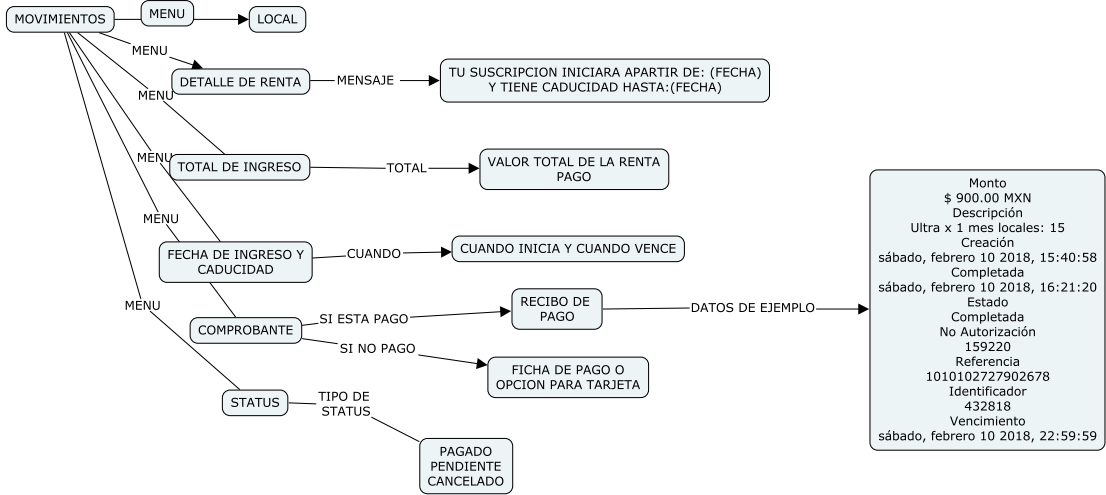 MOVIMIENTOS
MENU
LOCAL
MENU
DETALLE DE RENTA
MENSAJE
TU SUSCRIPCION INICIARA APARTIR DE: (FECHA)
Y TIENE CADUCIDAD HASTA:(FECHA)
MENU
TOTAL DE INGRESO
TOTAL
VALOR TOTAL DE LA RENTA
PAGO
MENU
FECHA DE INGRESO Y
CADUCIDAD
CUANDO
CUANDO INICIA Y CUANDO VENCE
MENU
COMPROBANTE
SI ESTA PAGO
RECIBO DE
PAGO
DATOS DE EJEMPLO
Monto
$ 900.00 MXN
Descripción
Ultra x 1 mes locales: 15
Creación
sábado, febrero 10 2018, 15:40:58
Completada
sábado, febrero 10 2018, 16:21:20
Estado
Completada
No Autorización
159220
Referencia
1010102727902678
Identificador
432818
Vencimiento
sábado, febrero 10 2018, 22:59:59
SI NO PAGO
FICHA DE PAGO O
OPCION PARA TARJETA
MENU
STATUS
TIPO DE
STATUS
PAGADO
PENDIENTE
CANCELADO